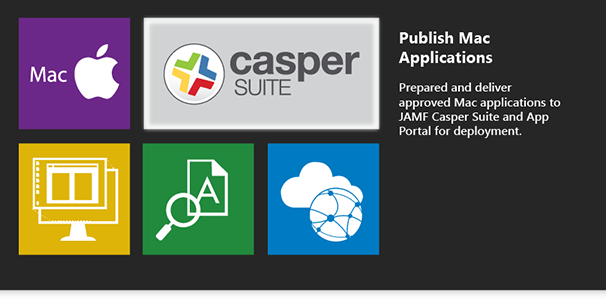 Mac
casper
SUITE
A
Publish Mac
Applications
Prepared and deliver
approved Mac applications to
JAMF Casper Suite and App
Portal for deployment.